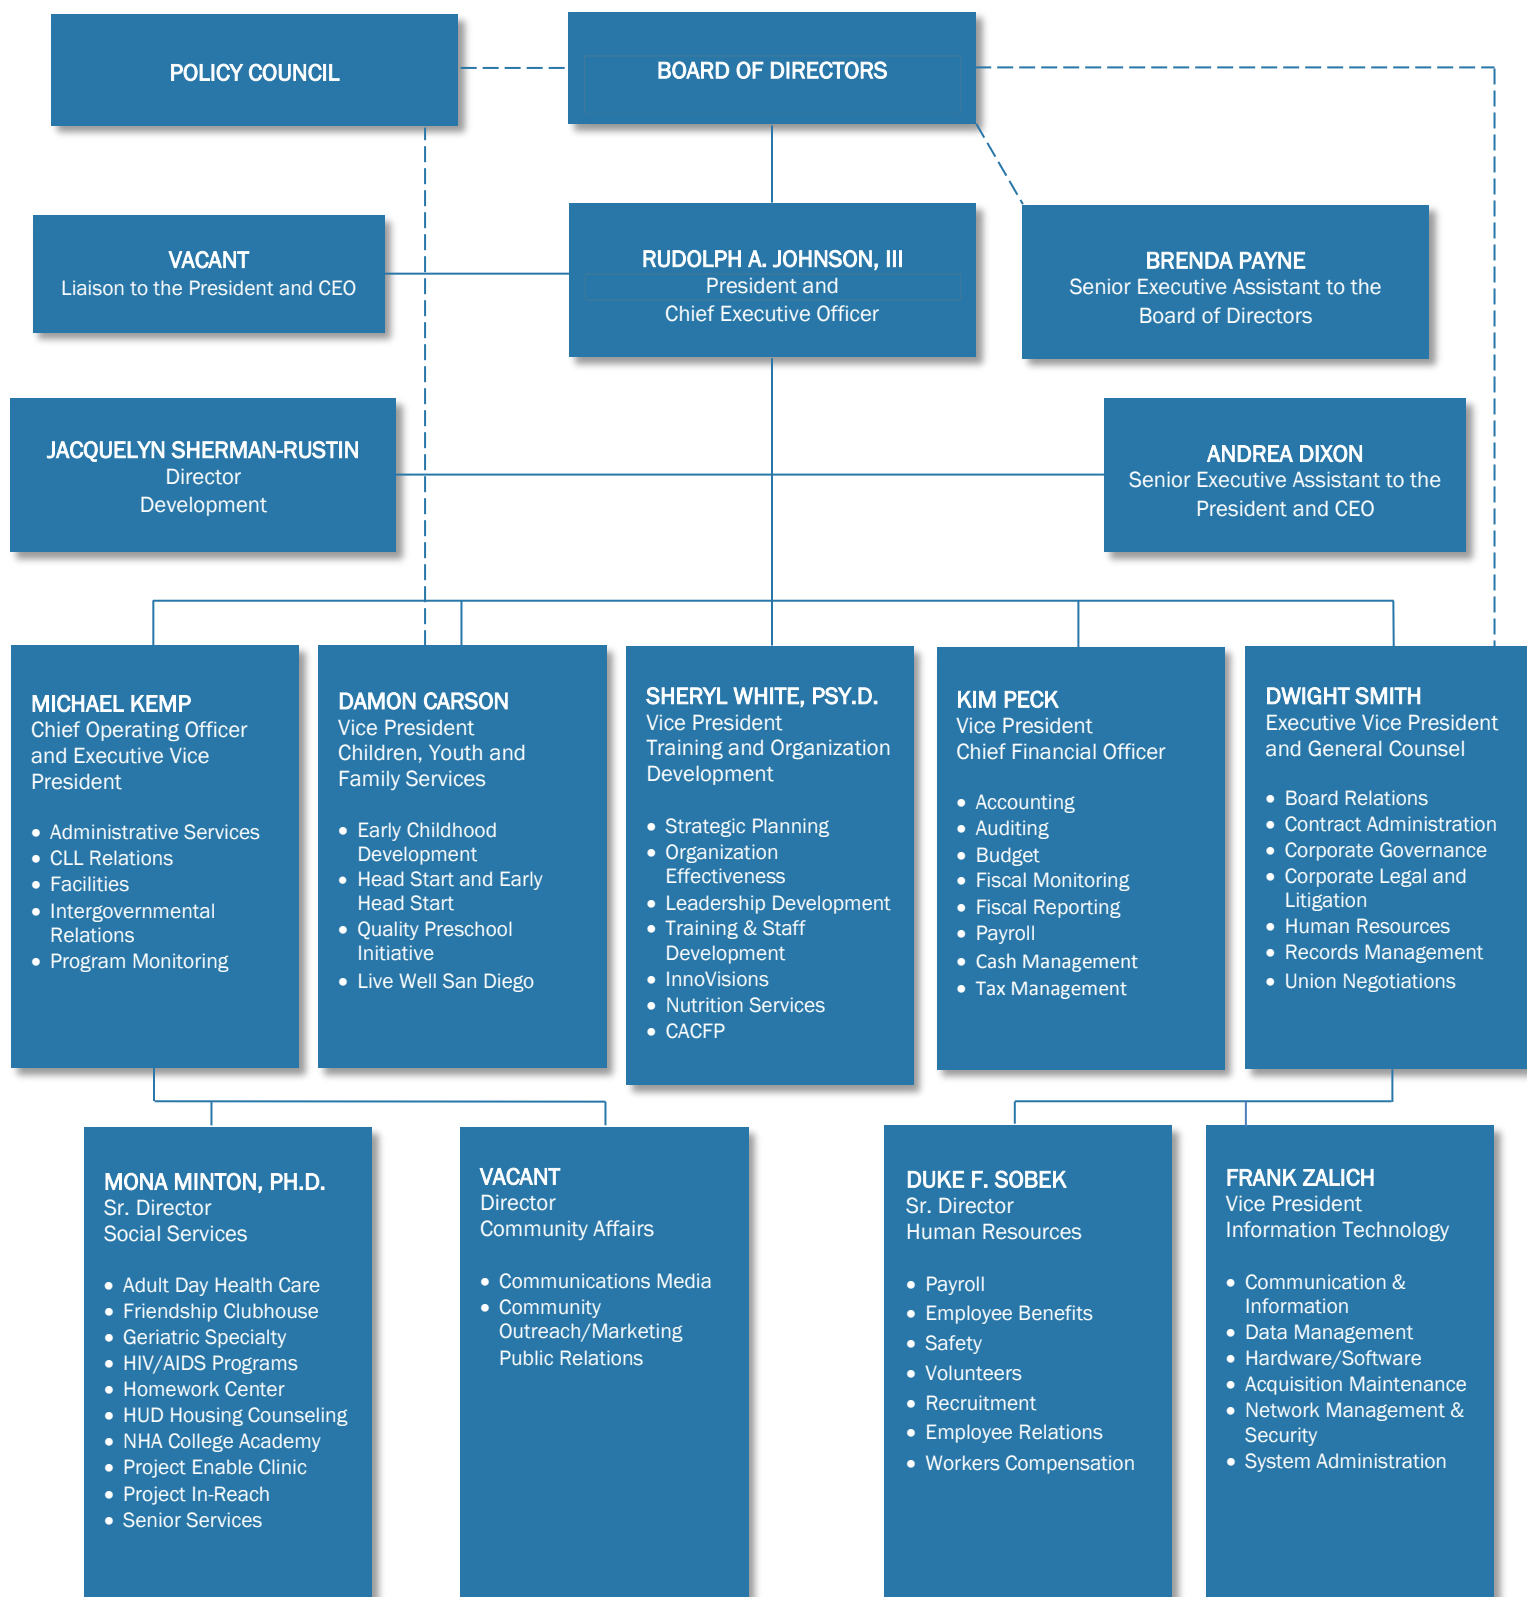 POLICY COUNCIL
BOARD OF DIRECTORS
VACANT
Liaison to the President and CEO
RUDOLPH A. JOHNSON, III
President and
Chief Executive Officer
BRENDA PAYNE
Senior Executive Assistant to the
Board of Directors
JACQUELYN SHERMAN-RUSTIN
Director
Development
ANDREA DIXON
Senior Executive Assistant to the
President and CEO
MICHAEL KEMP
Chief Operating Officer
and Executive Vice
President
• Administrative Services
• CLL Relations
• Facilities
• Intergovernmental
Relations
• Program Monitoring
DAMON CARSON
Vice President
Children, Youth and
Family Services
• Early Childhood
Development
• Head Start and Early
Head Start
• Quality Preschool
Initiative
• Live Well San Diego
SHERYL WHITE, PSY.D.
Vice President
Training and Organization
Development
• Strategic Planning
• Organization
Effectiveness
• Leadership Development
• Training & Staff
Development
• InnoVisions
• Nutrition Services
• CACFP
KIM PECK
Vice President
Chief Financial Officer
• Accounting
• Auditing
• Budget
• Fiscal Monitoring
• Fiscal Reporting
• Payroll
• Cash Management
• Tax Management
DWIGHT SMITH
Executive Vice President
and General Counsel
• Board Relations
• Contract Administration
• Corporate Governance
• Corporate Legal and
Litigation
• Human Resources
• Records Management
• Union Negotiations
MONA MINTON, PH.D.
Sr. Director
Social Services
• Adult Day Health Care
• Friendship Clubhouse
• Geriatric Specialty
• HIV/AIDS Programs
• Homework Center
• HUD Housing Counseling
• NHA College Academy
• Project Enable Clinic
• Project In-Reach
• Senior Services
VACANT
Director
Community Affairs
• Communications Media
• Community
Outreach/Marketing
Public Relations
DUKE F. SOBEK
Sr. Director
Human Resources
• Payroll
• Employee Benefits
• Safety
• Volunteers
• Recruitment
• Employee Relations
• Workers Compensation
FRANK ZALICH
Vice President
Information Technology
• Communication &
Information
• Data Management
• Hardware/Software
• Acquisition Maintenance
• Network Management &
Security
• System Administration